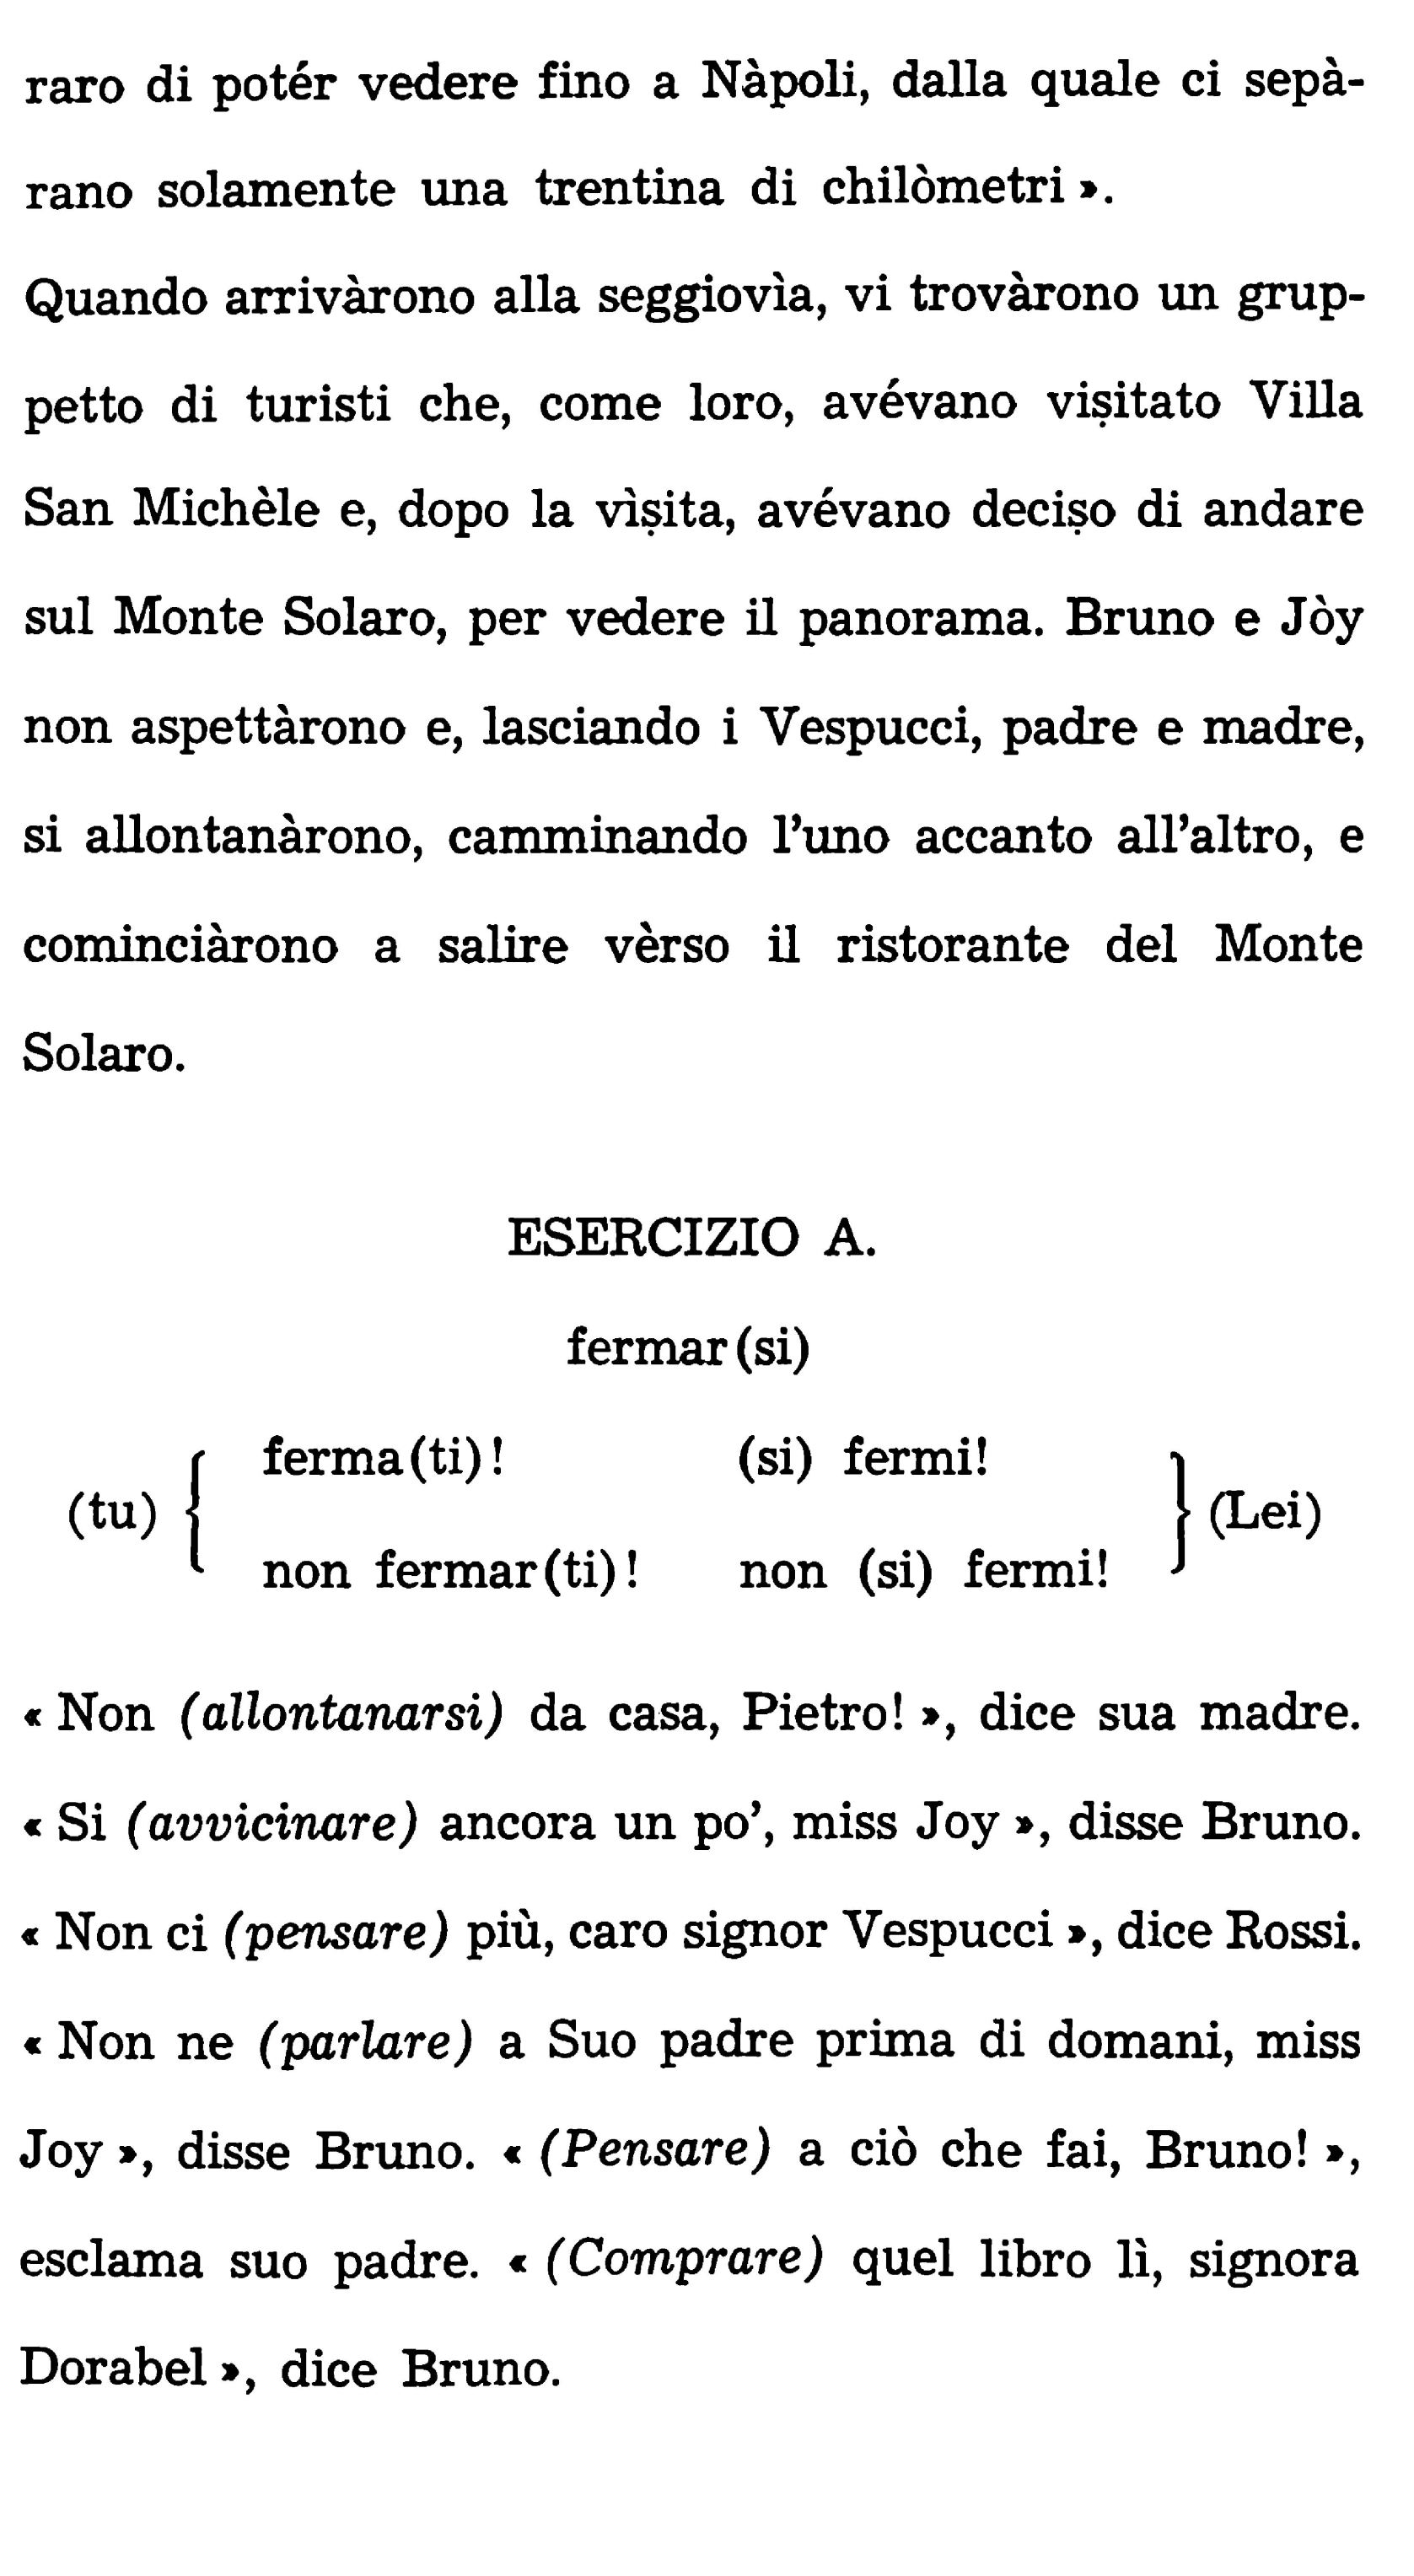 raro di potér vedere fino a Nàpoli, dalla quale ci sepà-
rano solamente una trentina di chilòmetri ».
Quando arrivàrono alla seggiovìa, vi trovàrono un grup-
petto di turisti che, come loro, avévano viṣitato Villa
San Michèle e, dopo la vìṣita, avévano deciṣo di andare
sul Monte Solaro, per vedere il panorama. Bruno e Jòy
non aspettàrono e, lasciando i Vespucci, padre e madre,
si allontanàrono, camminando l'uno accanto all'altro, e
cominciàrono a salire vèrso il ristorante del Monte
Solaro.
ESERCIZIO A.
fermar(si)
ferma(ti)! (si) fermi!
(tu) { } (Lei)
non fermar(ti)! non (si) fermi!
« Non (allontanarsi) da casa, Pietro! », dice sua madre.
« Si (avvicinare) ancora un po', miss Joy », disse Bruno.
« Non ci (pensare) più, caro signor Vespucci », dice Rossi.
« Non ne (parlare) a Suo padre prima di domani, miss
Joy », disse Bruno. « (Pensare) a ciò che fai, Bruno! »,
esclama suo padre. « (Comprare) quel libro lì, signora
Dorabel », dice Bruno.